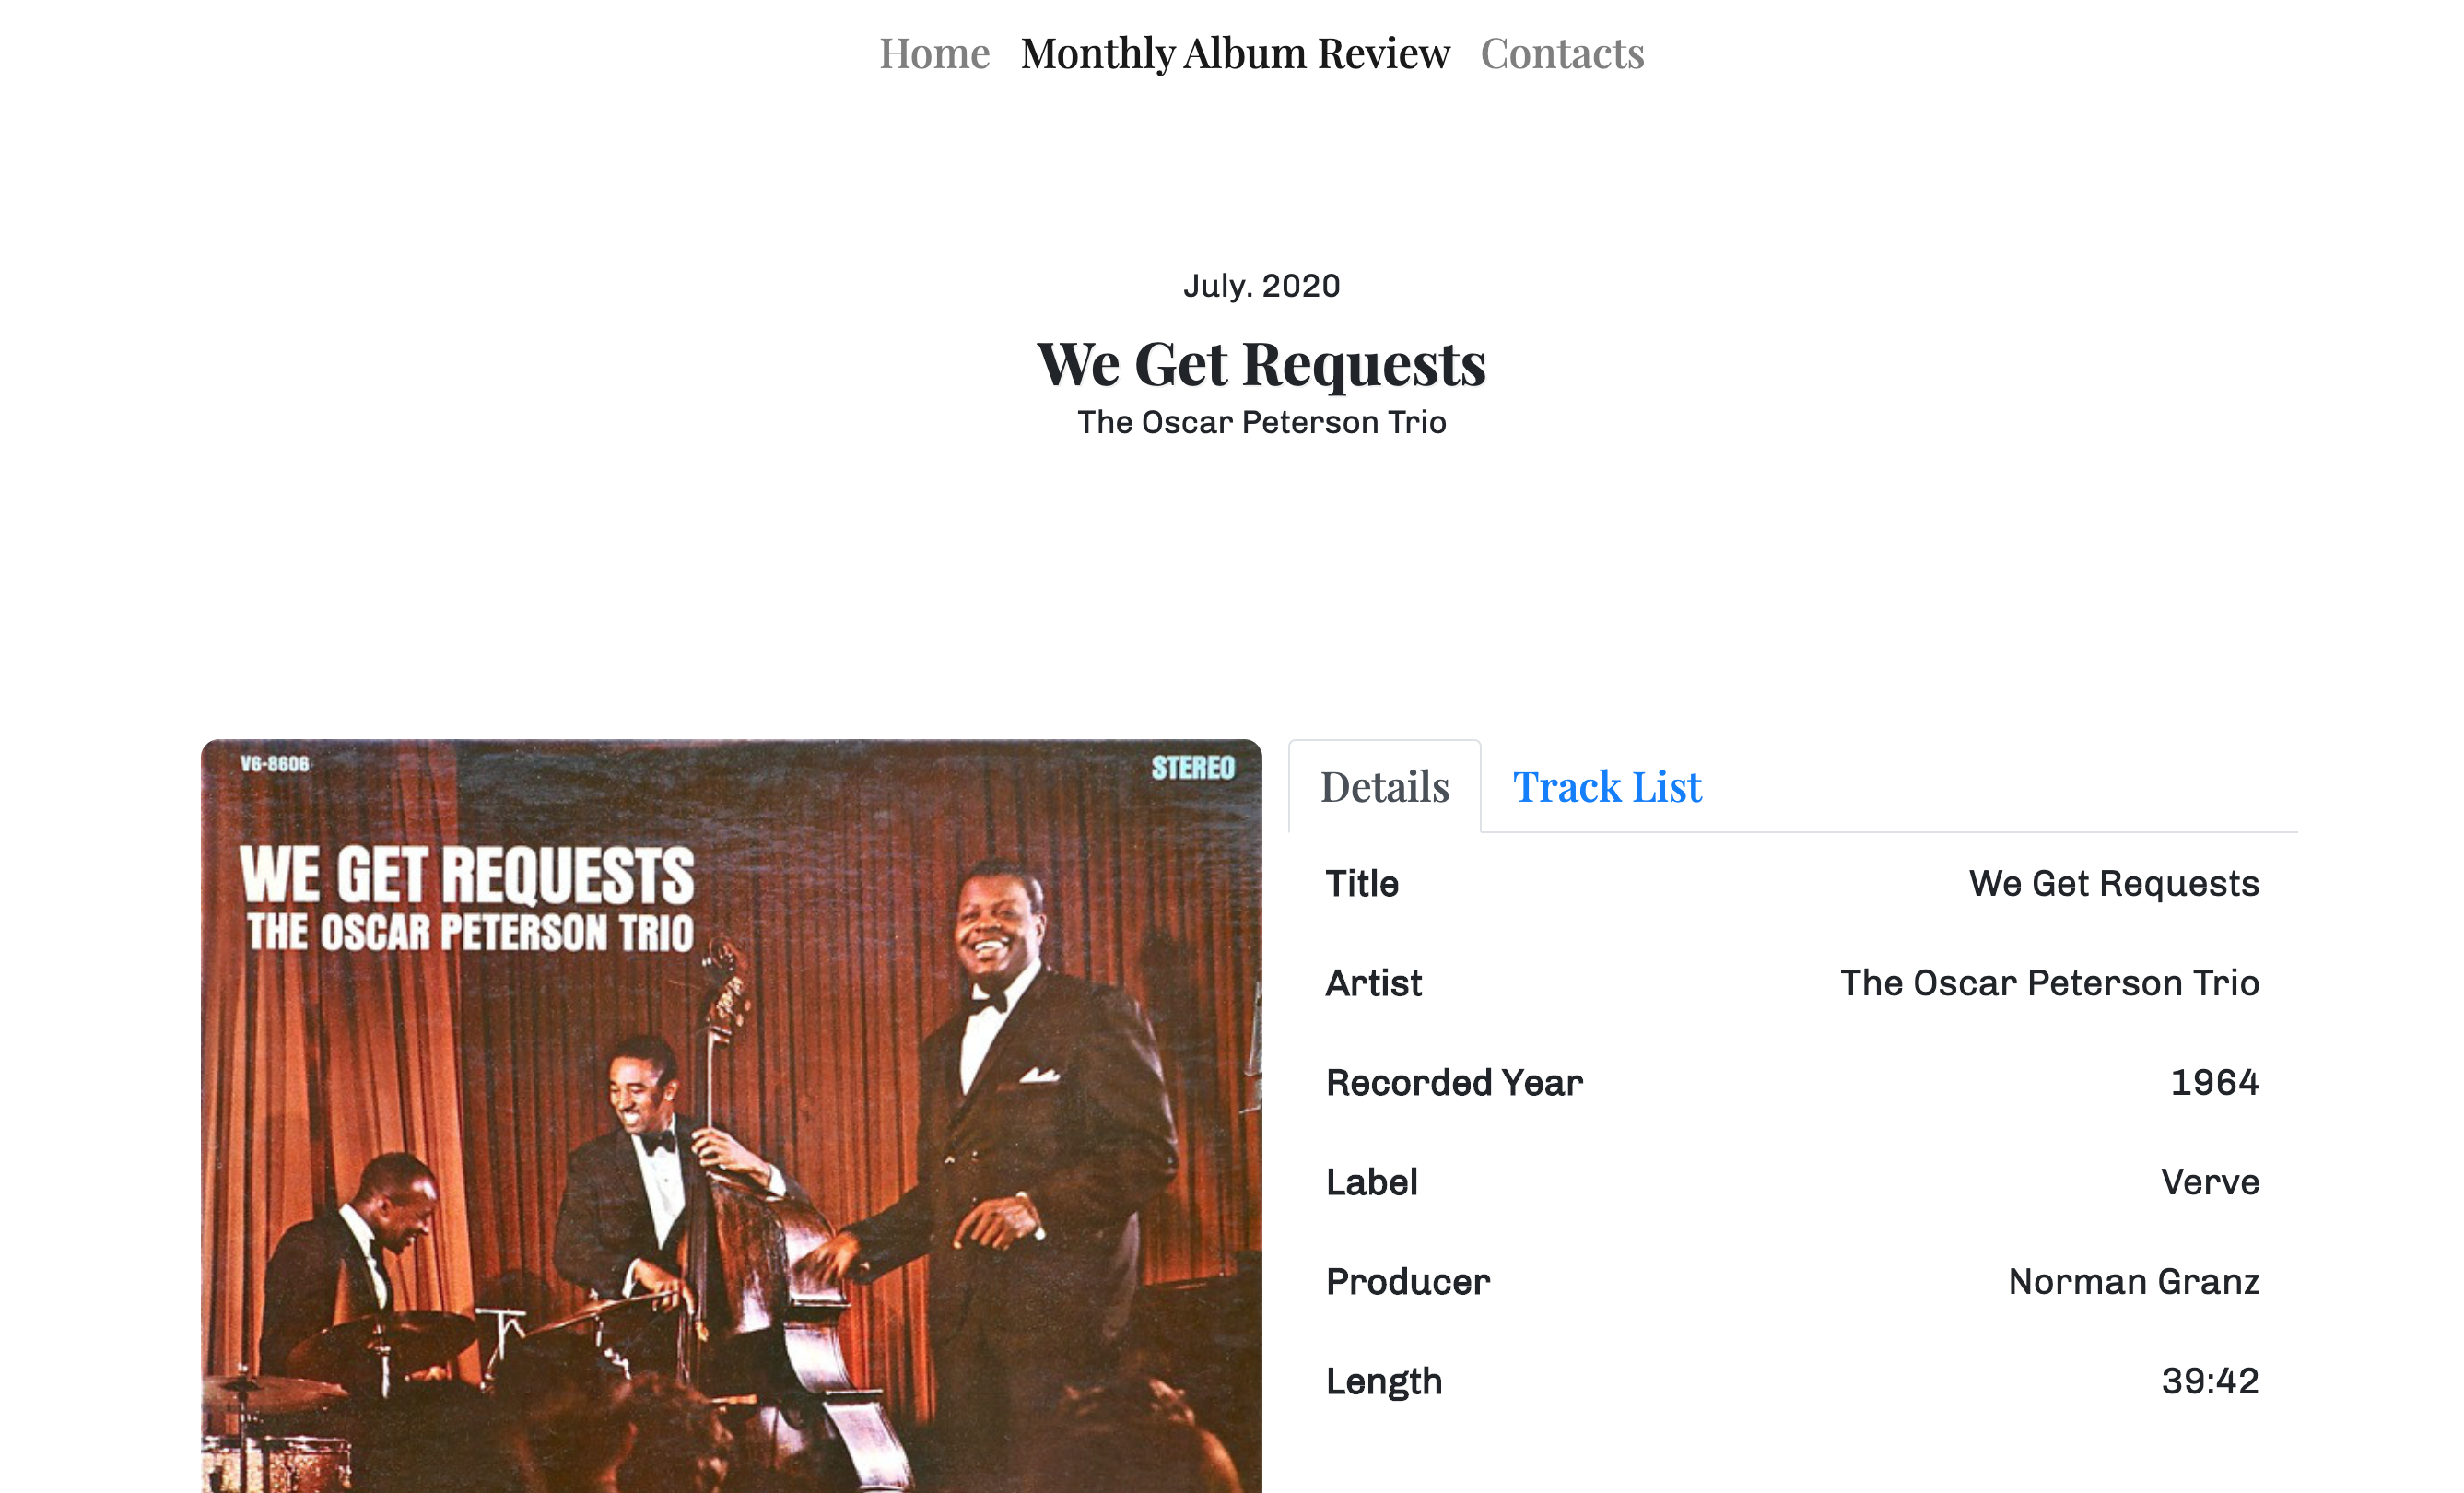 Home Monthly Album Review Contacts
July. 2020
We Get Requests
The Oscar Peterson Trio
V6-8606
STEREO
WE GET REQUESTS
THE OSCAR PETERSON TRIO
Details Track List
Title We Get Requests
Artist The Oscar Peterson Trio
Recorded Year 1964
Label Verve
Producer Norman Granz
Length 39:42